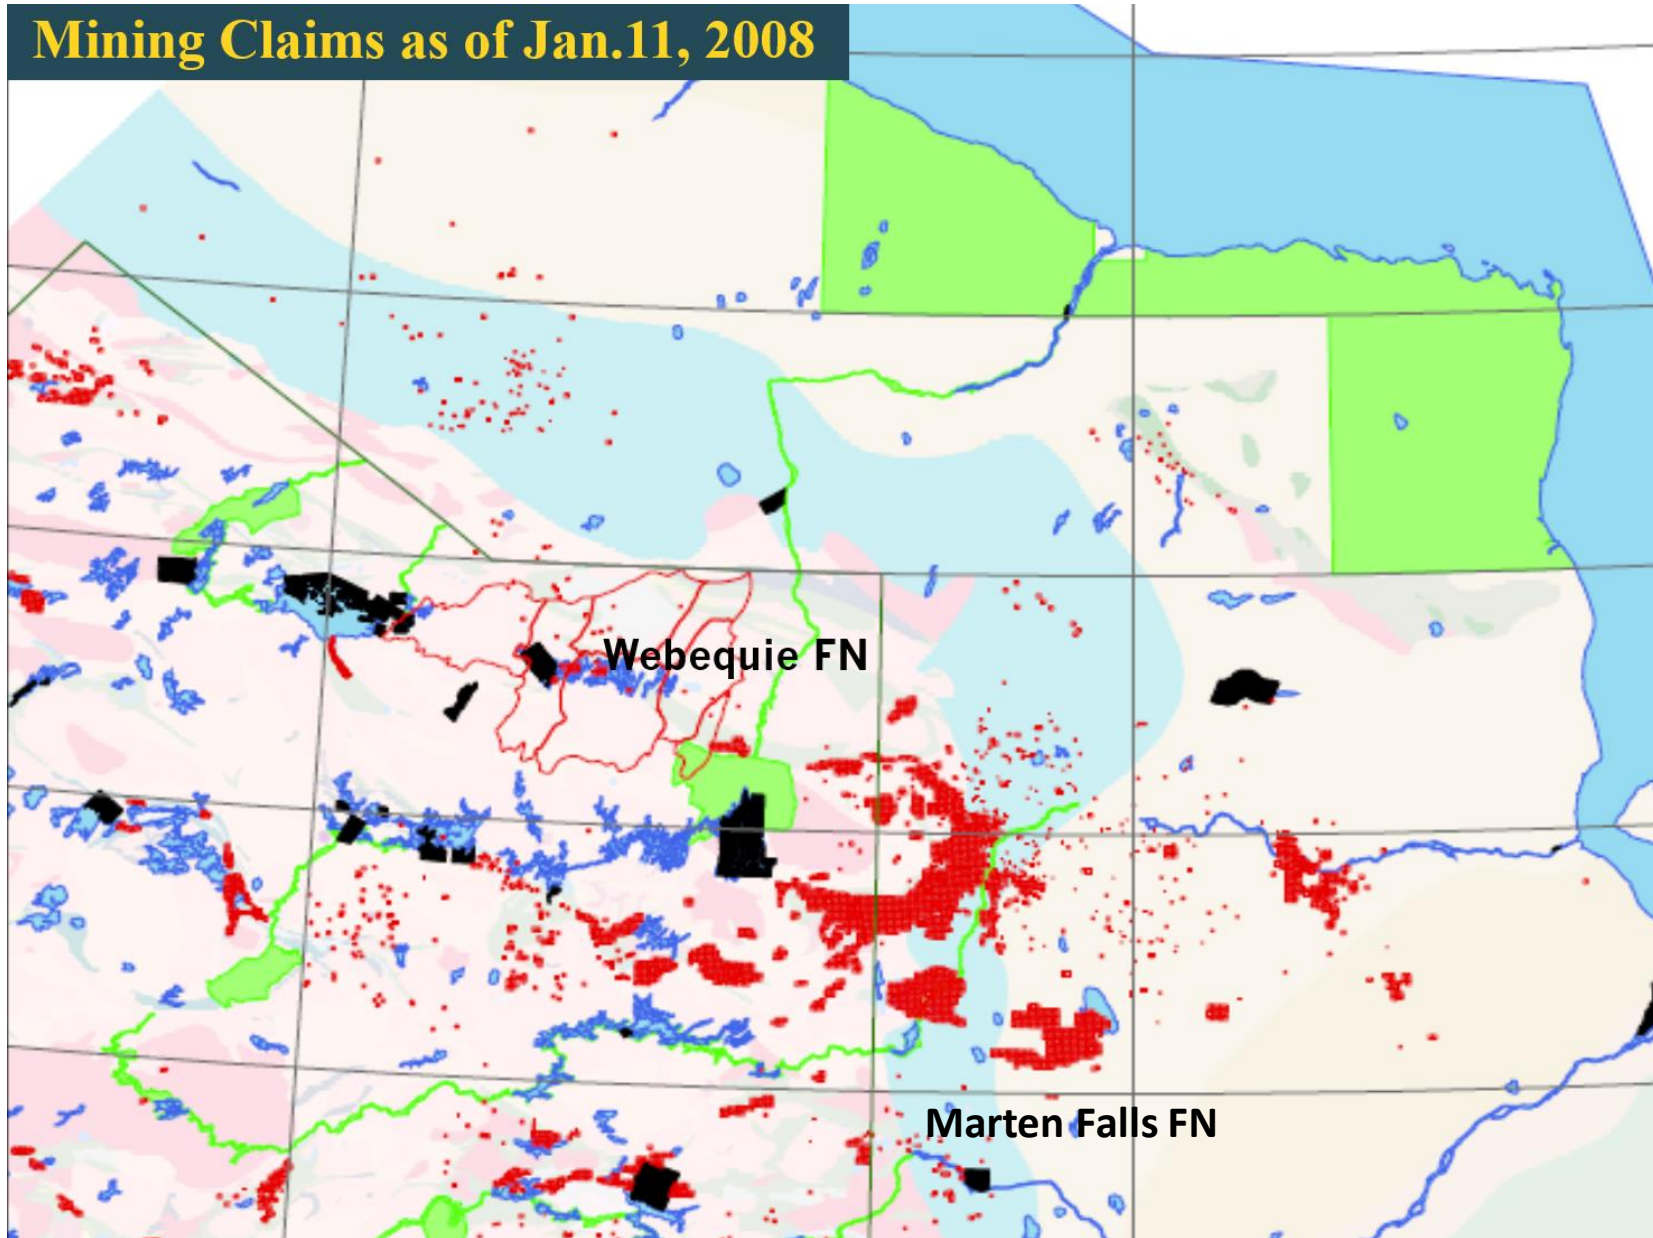 Mining Claims as of Jan.11, 2008
Webequie FN
Marten Falls FN